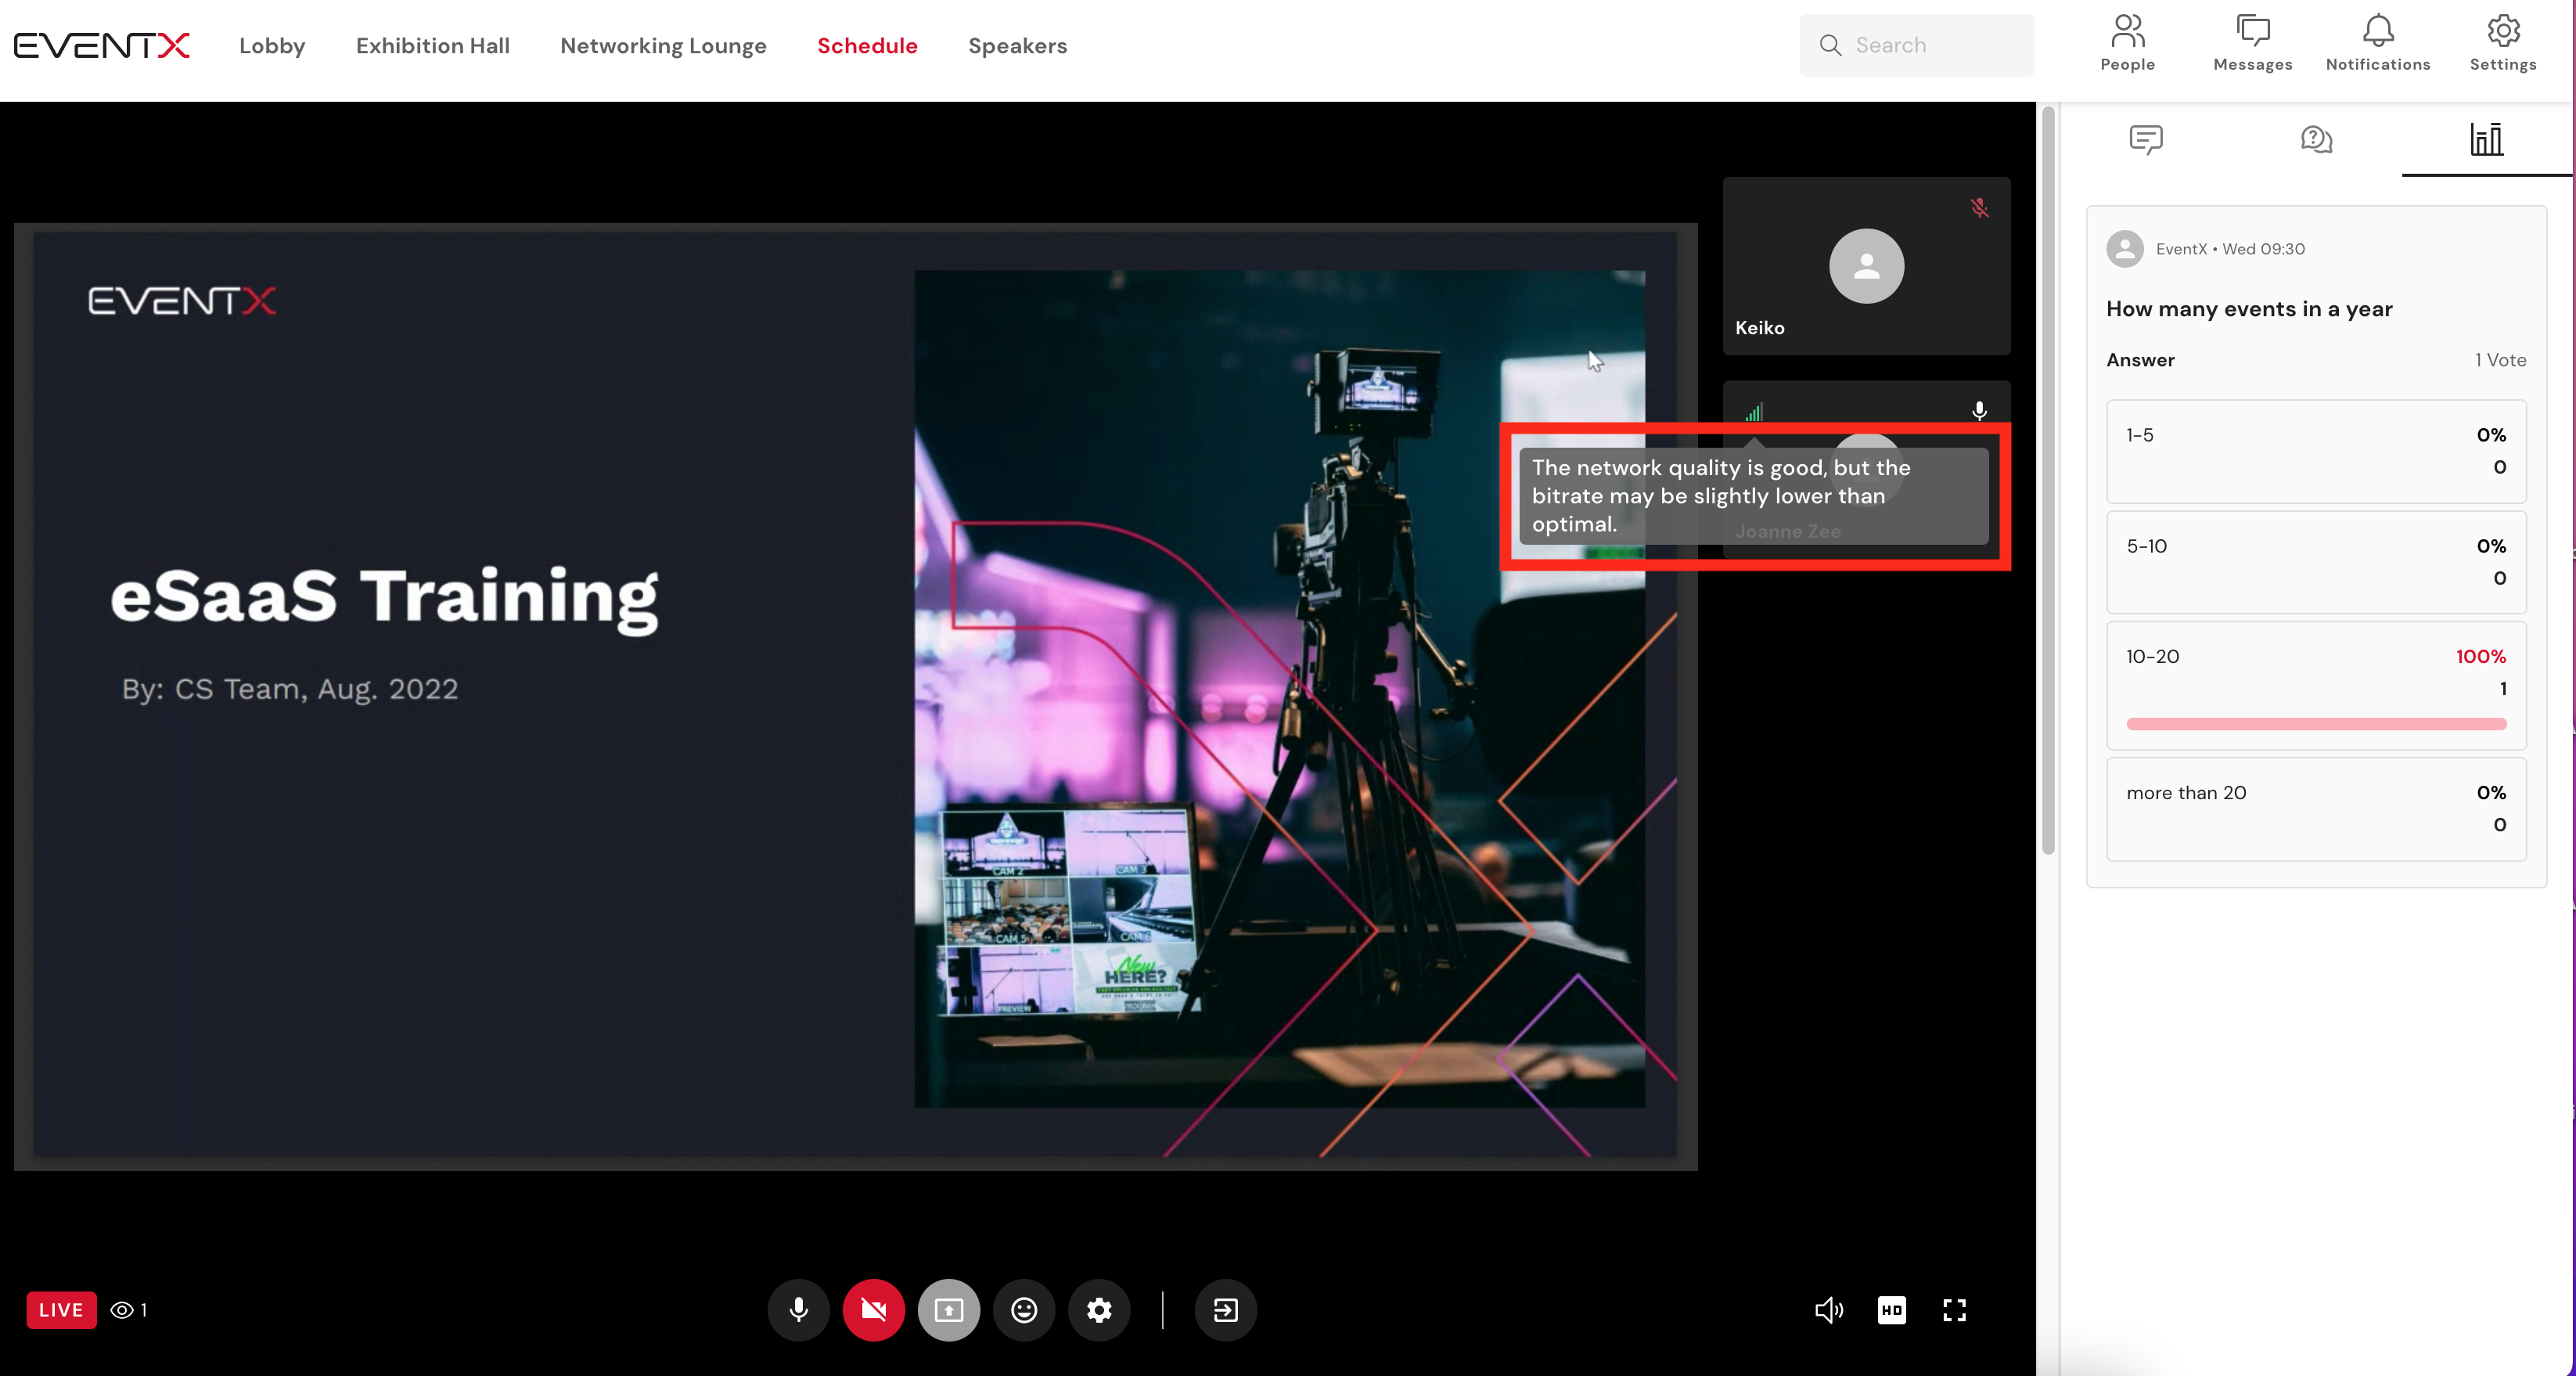 EVENTX
Lobby
Exhibition Hall
Networking Lounge
Schedule
Speakers
Search
People
Messages
Notifications
Settings
EVENTX
eSaaS Training
By: CS Team, Aug. 2022
CAM 2
CAM 3
CAM 5
CAM 6
PREVIEW
New
HERE?
PROGRAM
Keiko
The network quality is good, but the
bitrate may be slightly lower than
optimal.
Joanne Zee
EventX • Wed 09:30
How many events in a year
Answer
1 Vote
1-5
0%
0
5-10
0%
0
10-20
100%
1
more than 20
0%
0
LIVE
1
HD